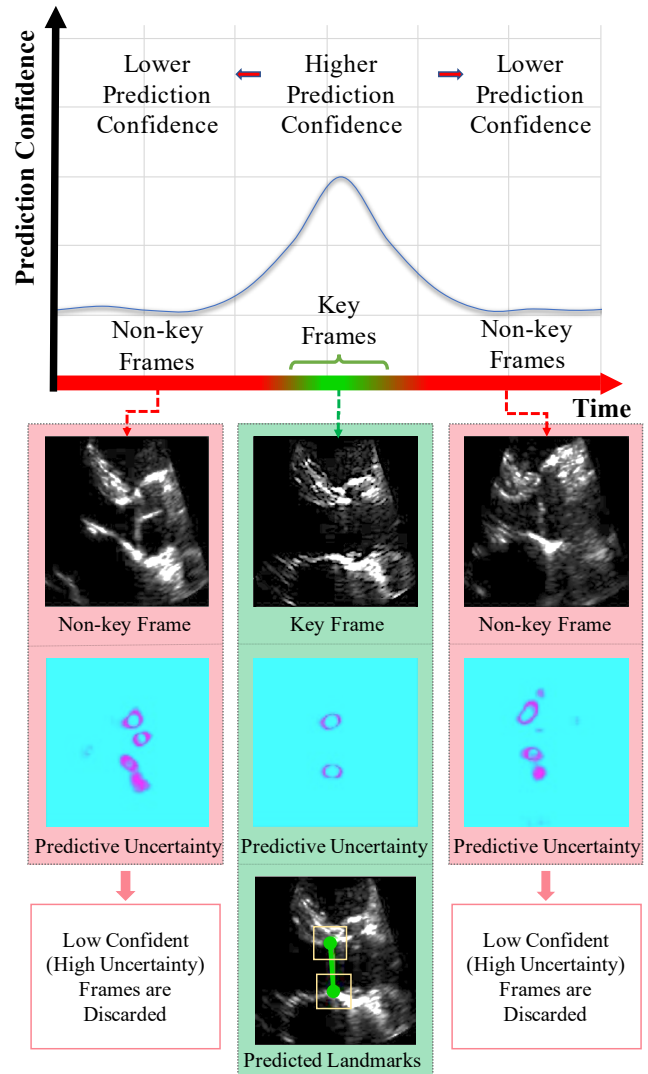 Prediction Confidence
Lower
Prediction
Confidence
Higher
Prediction
Confidence
Lower
Prediction
Confidence
Non-key
Frames
Key
Frames
Non-key
Frames
Time
Non-key Frame
Key Frame
Non-key Frame
Predictive Uncertainty
Predictive Uncertainty
Predictive Uncertainty
Low Confident
(High Uncertainty)
Frames are
Discarded
Predicted Landmarks
Low Confident
(High Uncertainty)
Frames are
Discarded